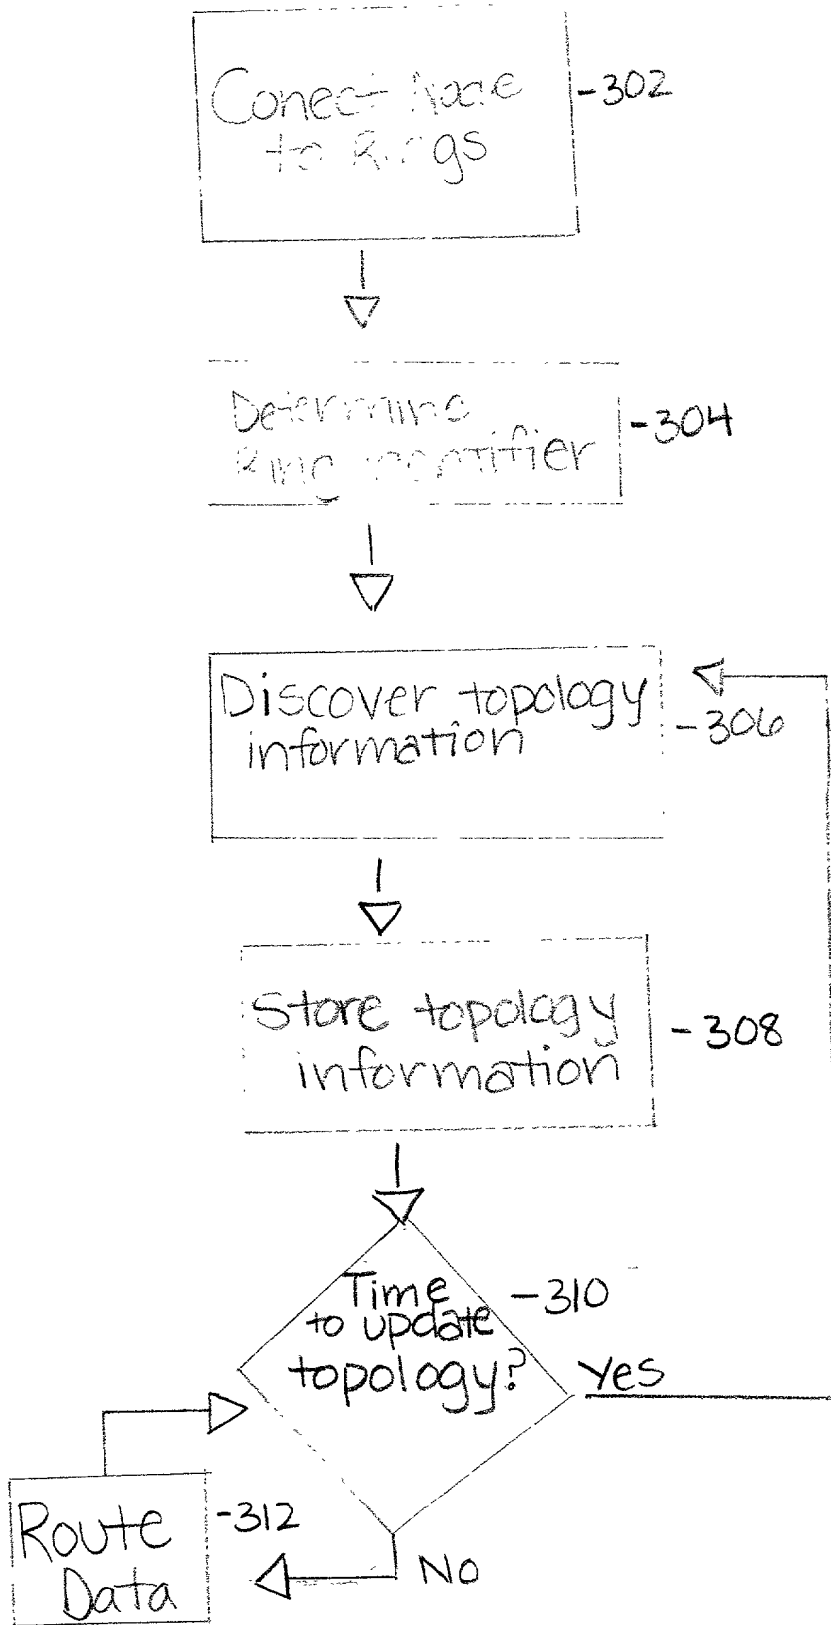 Conect Node
to Rings
-302
Determine
Ring identifier
-304
Discover topology
information
-306
Store topology
information
-308
Time
to update
topology?
-310
Yes
No
Route
Data
-312